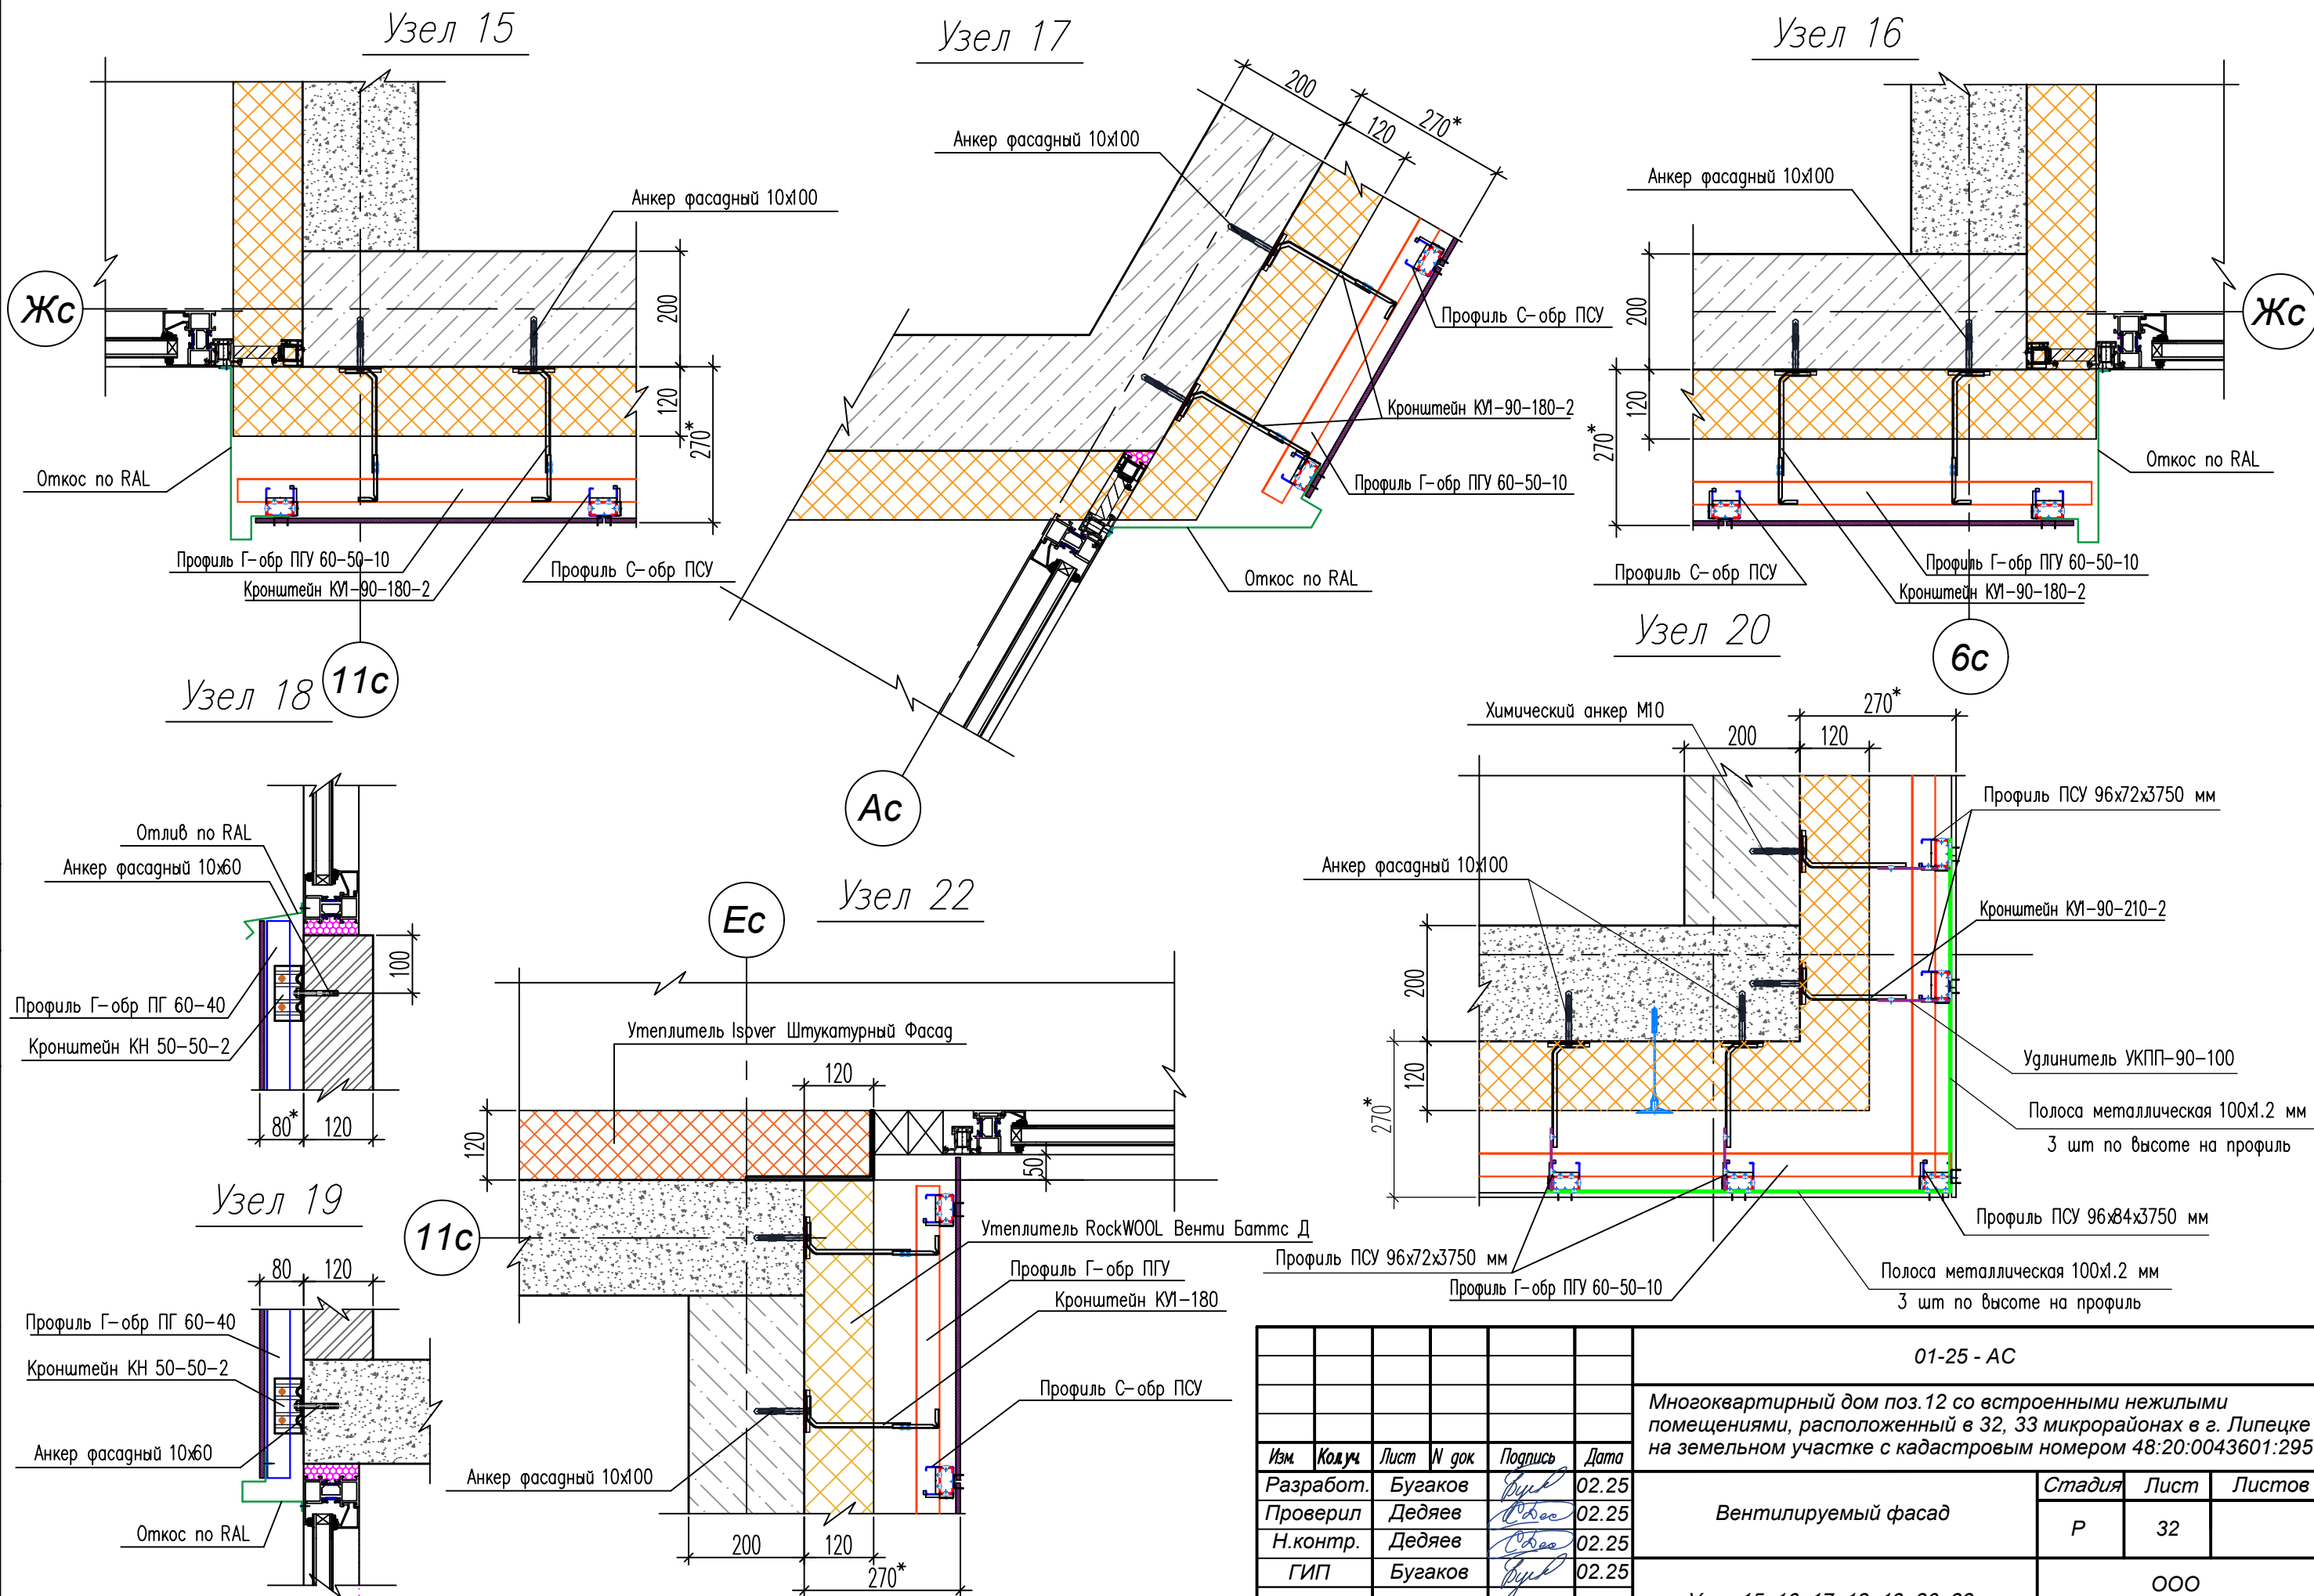 Узел 15
Анкер фасадный 10х100
200
120
270*
Жс
Откос по RAL
Профиль Г-обр ПГУ 60-50-10
Кронштейн КУ1-90-180-2
Профиль С-обр ПСУ
11с
Узел 17
200
120
270*
Анкер фасадный 10х100
Профиль С-обр ПСУ
Кронштейн КУ1-90-180-2
Профиль Г-обр ПГУ 60-50-10
Откос по RAL
Ас
Узел 16
Анкер фасадный 10х100
200
120
270*
Жс
Откос по RAL
Профиль С-обр ПСУ
Профиль Г-обр ПГУ 60-50-10
Кронштейн КУ1-90-180-2
6с
Узел 18
Отлив по RAL
Анкер фасадный 10х60
100
Профиль Г-обр ПГ 60-40
Кронштейн КН 50-50-2
80*
120
Узел 19
80
120
Профиль Г-обр ПГ 60-40
Кронштейн КН 50-50-2
Анкер фасадный 10х60
Откос по RAL
Узел 22
Ес
Утеплитель Isover Штукатурный Фасад
120
120
50
11с
Утеплитель RockWOOL Венти Баттс Д
Профиль Г-обр ПГУ
Кронштейн КУ1-180
Профиль С-обр ПСУ
Анкер фасадный 10х100
200
120
270*
Узел 20
Химический анкер М10
270*
200
120
Профиль ПСУ 96х72х3750 мм
Анкер фасадный 10х100
Кронштейн КУ1-90-210-2
200
120
270*
Удлинитель УКПП-90-100
Полоса металлическая 100х1.2 мм
3 шт по высоте на профиль
Профиль ПСУ 96х84х3750 мм
Профиль ПСУ 96х72х3750 мм
Профиль Г-обр ПГУ 60-50-10
Полоса металлическая 100х1.2 мм
3 шт по высоте на профиль
01-25 - АС
Многоквартирный дом поз.12 со встроенными нежилыми
помещениями, расположенный в 32, 33 микрорайонах в г. Липецке
на земельном участке с кадастровым номером 48:20:0043601:295
Изм. Кол.уч. Лист N док Подпись Дата
Разработ. Бугаков 02.25
Проверил Дедяев 02.25
Н.контр. Дедяев 02.25
ГИП Бугаков 02.25
Вентилируемый фасад
Стадия Лист Листов
Р 32
ООО